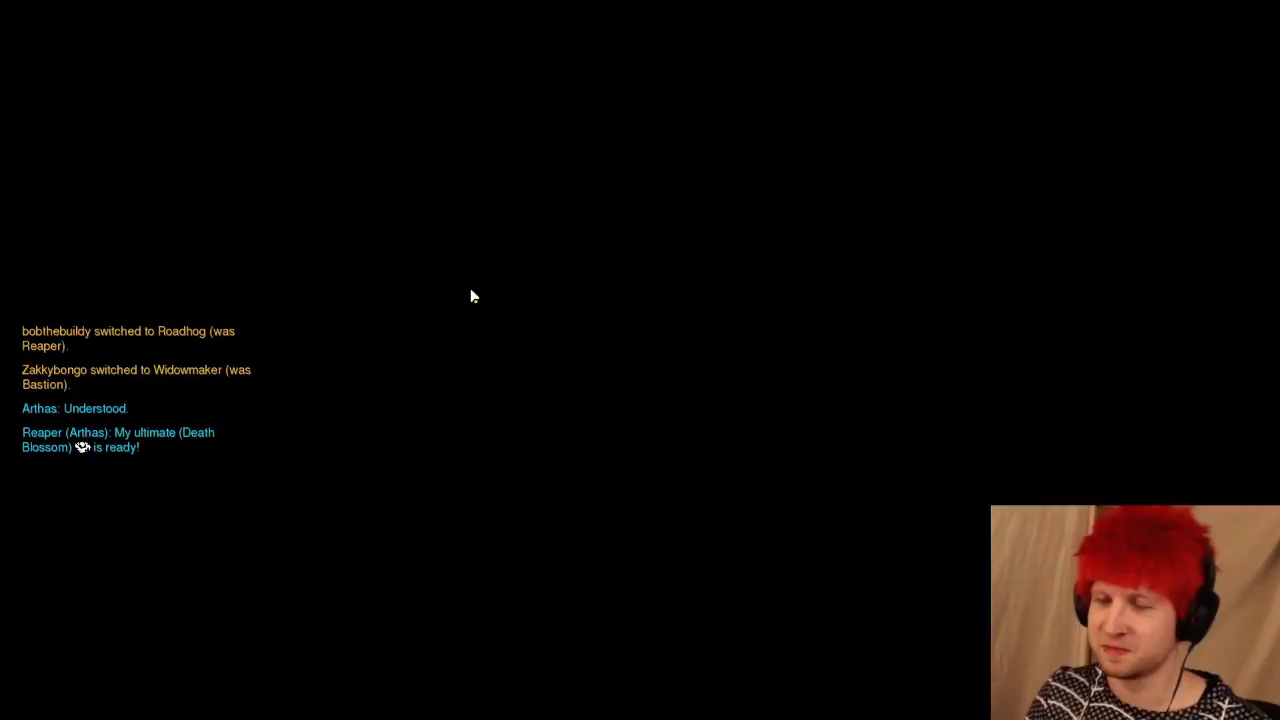 bobthebuildy switched to Roadhog (was
Reaper).
Zakkybongo switched to Widowmaker (was
Bastion).
Arthas: Understood.
Reaper (Arthas): My ultimate (Death
Blossom) is ready!